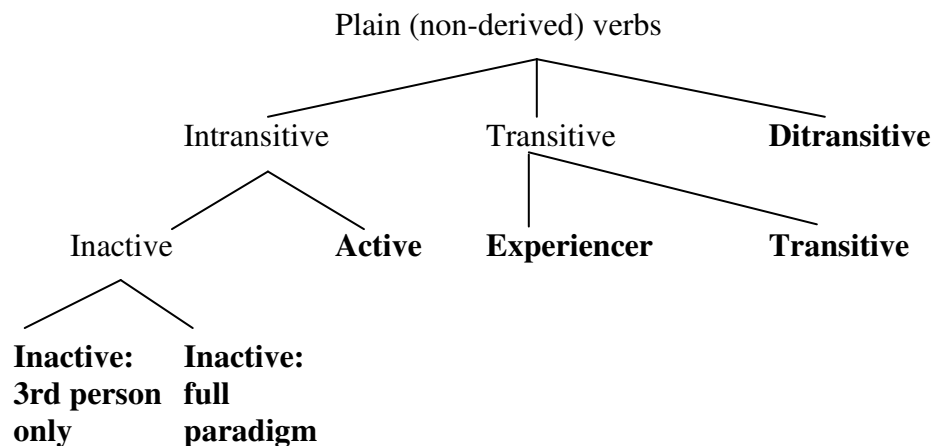 Plain (non-derived) verbs
Intransitive Transitive Ditransitive
Inactive Active Experiencer Transitive
Inactive: Inactive:
3rd person full
only paradigm